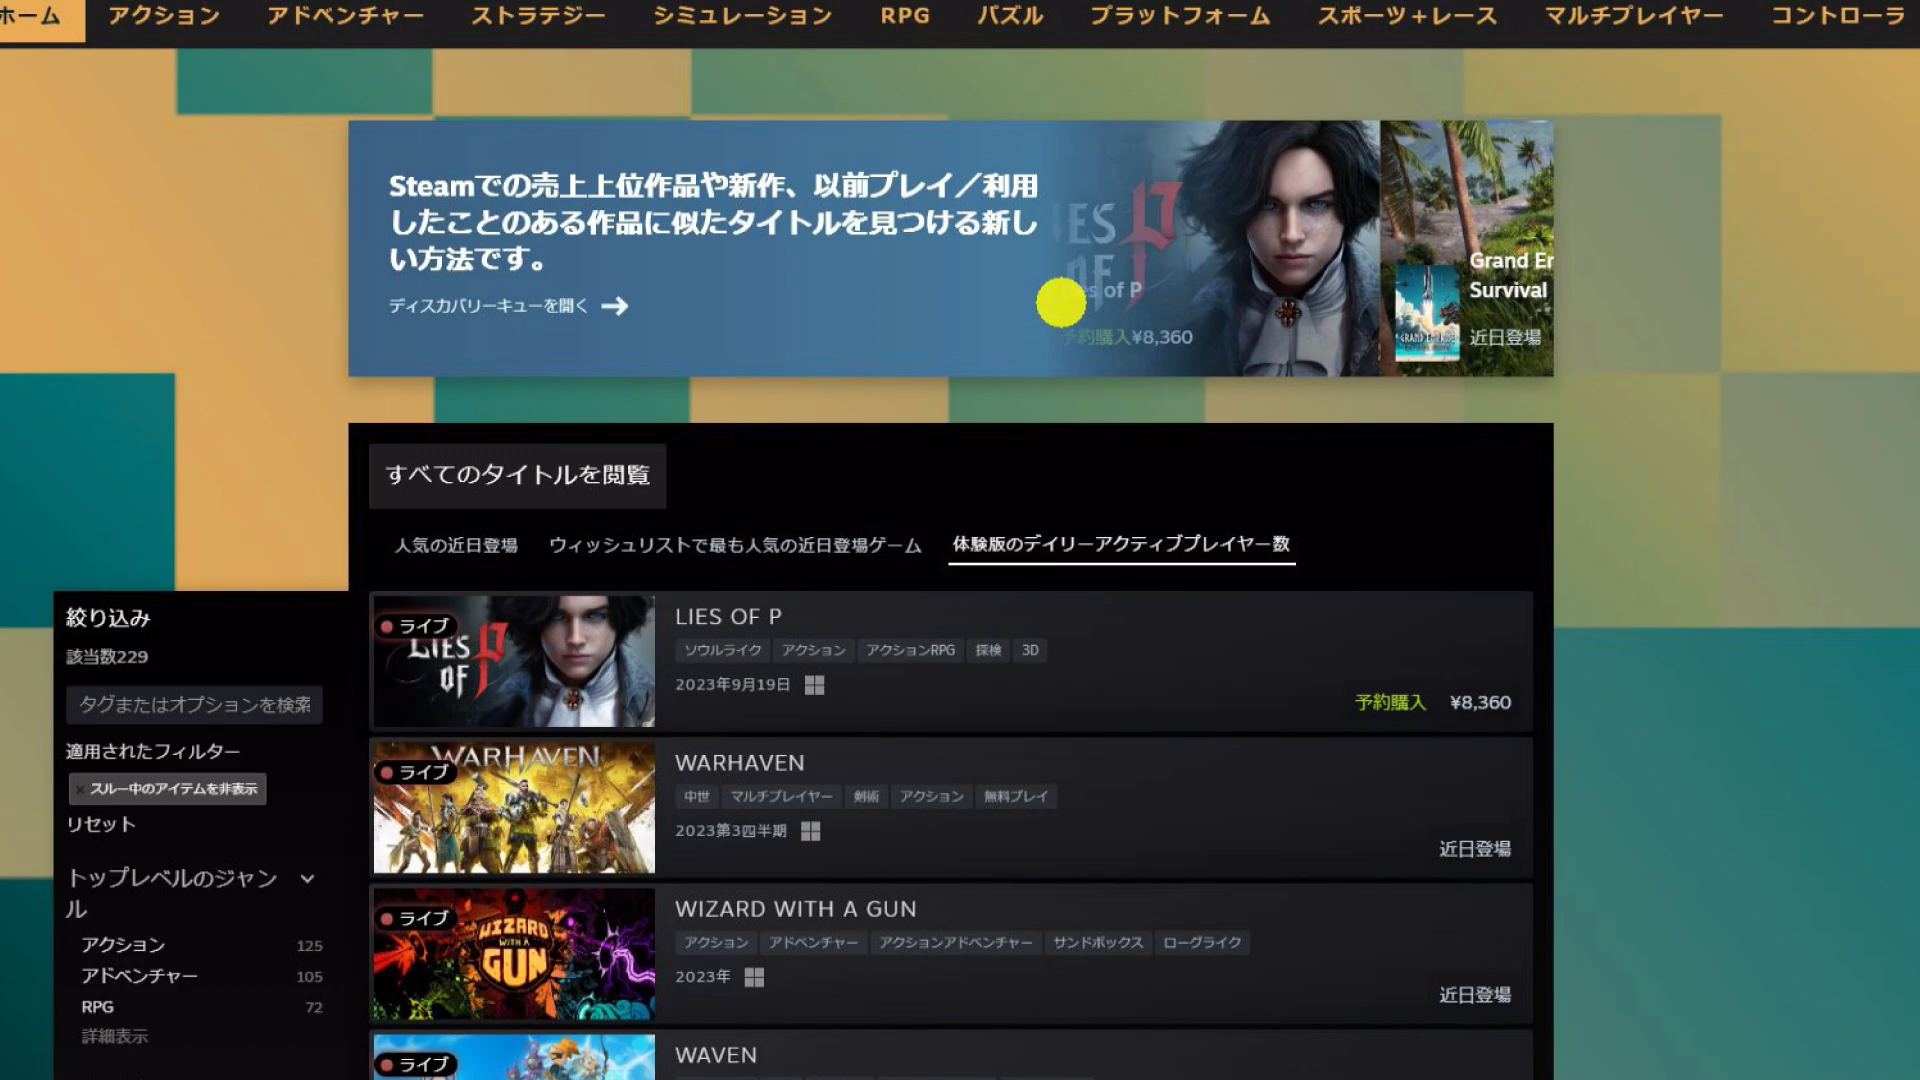 ホーム アクション アドベンチャー ストラテジー シミュレーション RPG パズル プラットフォーム スポーツ＋レース マルチプレイヤー コントローラ
Steamでの売上上位作品や新作、以前プレイ／利用
したことのある作品に似たタイトルを見つける新し
い方法です。
ディスカバリーキューを開く
LIES OF P
es of P
予約購入¥8,360
Grand Em
Survival
GRAND EMPRISE
近日登場
すべてのタイトルを閲覧
人気の近日登場 ウィッシュリストで最も人気の近日登場ゲーム 体験版のデイリーアクティブプレイヤー数
絞り込み
該当数229
タグまたはオプションを検索
適用されたフィルター
× スルー中のアイテムを非表示
リセット
トップレベルのジャン
ル
アクション 125
アドベンチャー 105
RPG 72
詳細表示
ライブ
LIES OF P
LIES OF P
ソウルライク アクション アクションRPG 探検 3D
2023年9月19日
予約購入 ¥8,360
ライブ
WARHAVEN
WARHAVEN
中世 マルチプレイヤー 剣術 アクション 無料プレイ
2023第3四半期
近日登場
ライブ
WIZARD WITH A GUN
WIZARD WITH A GUN
アクション アドベンチャー アクションアドベンチャー サンドボックス ローグライク
2023年
近日登場
ライブ
WAVEN